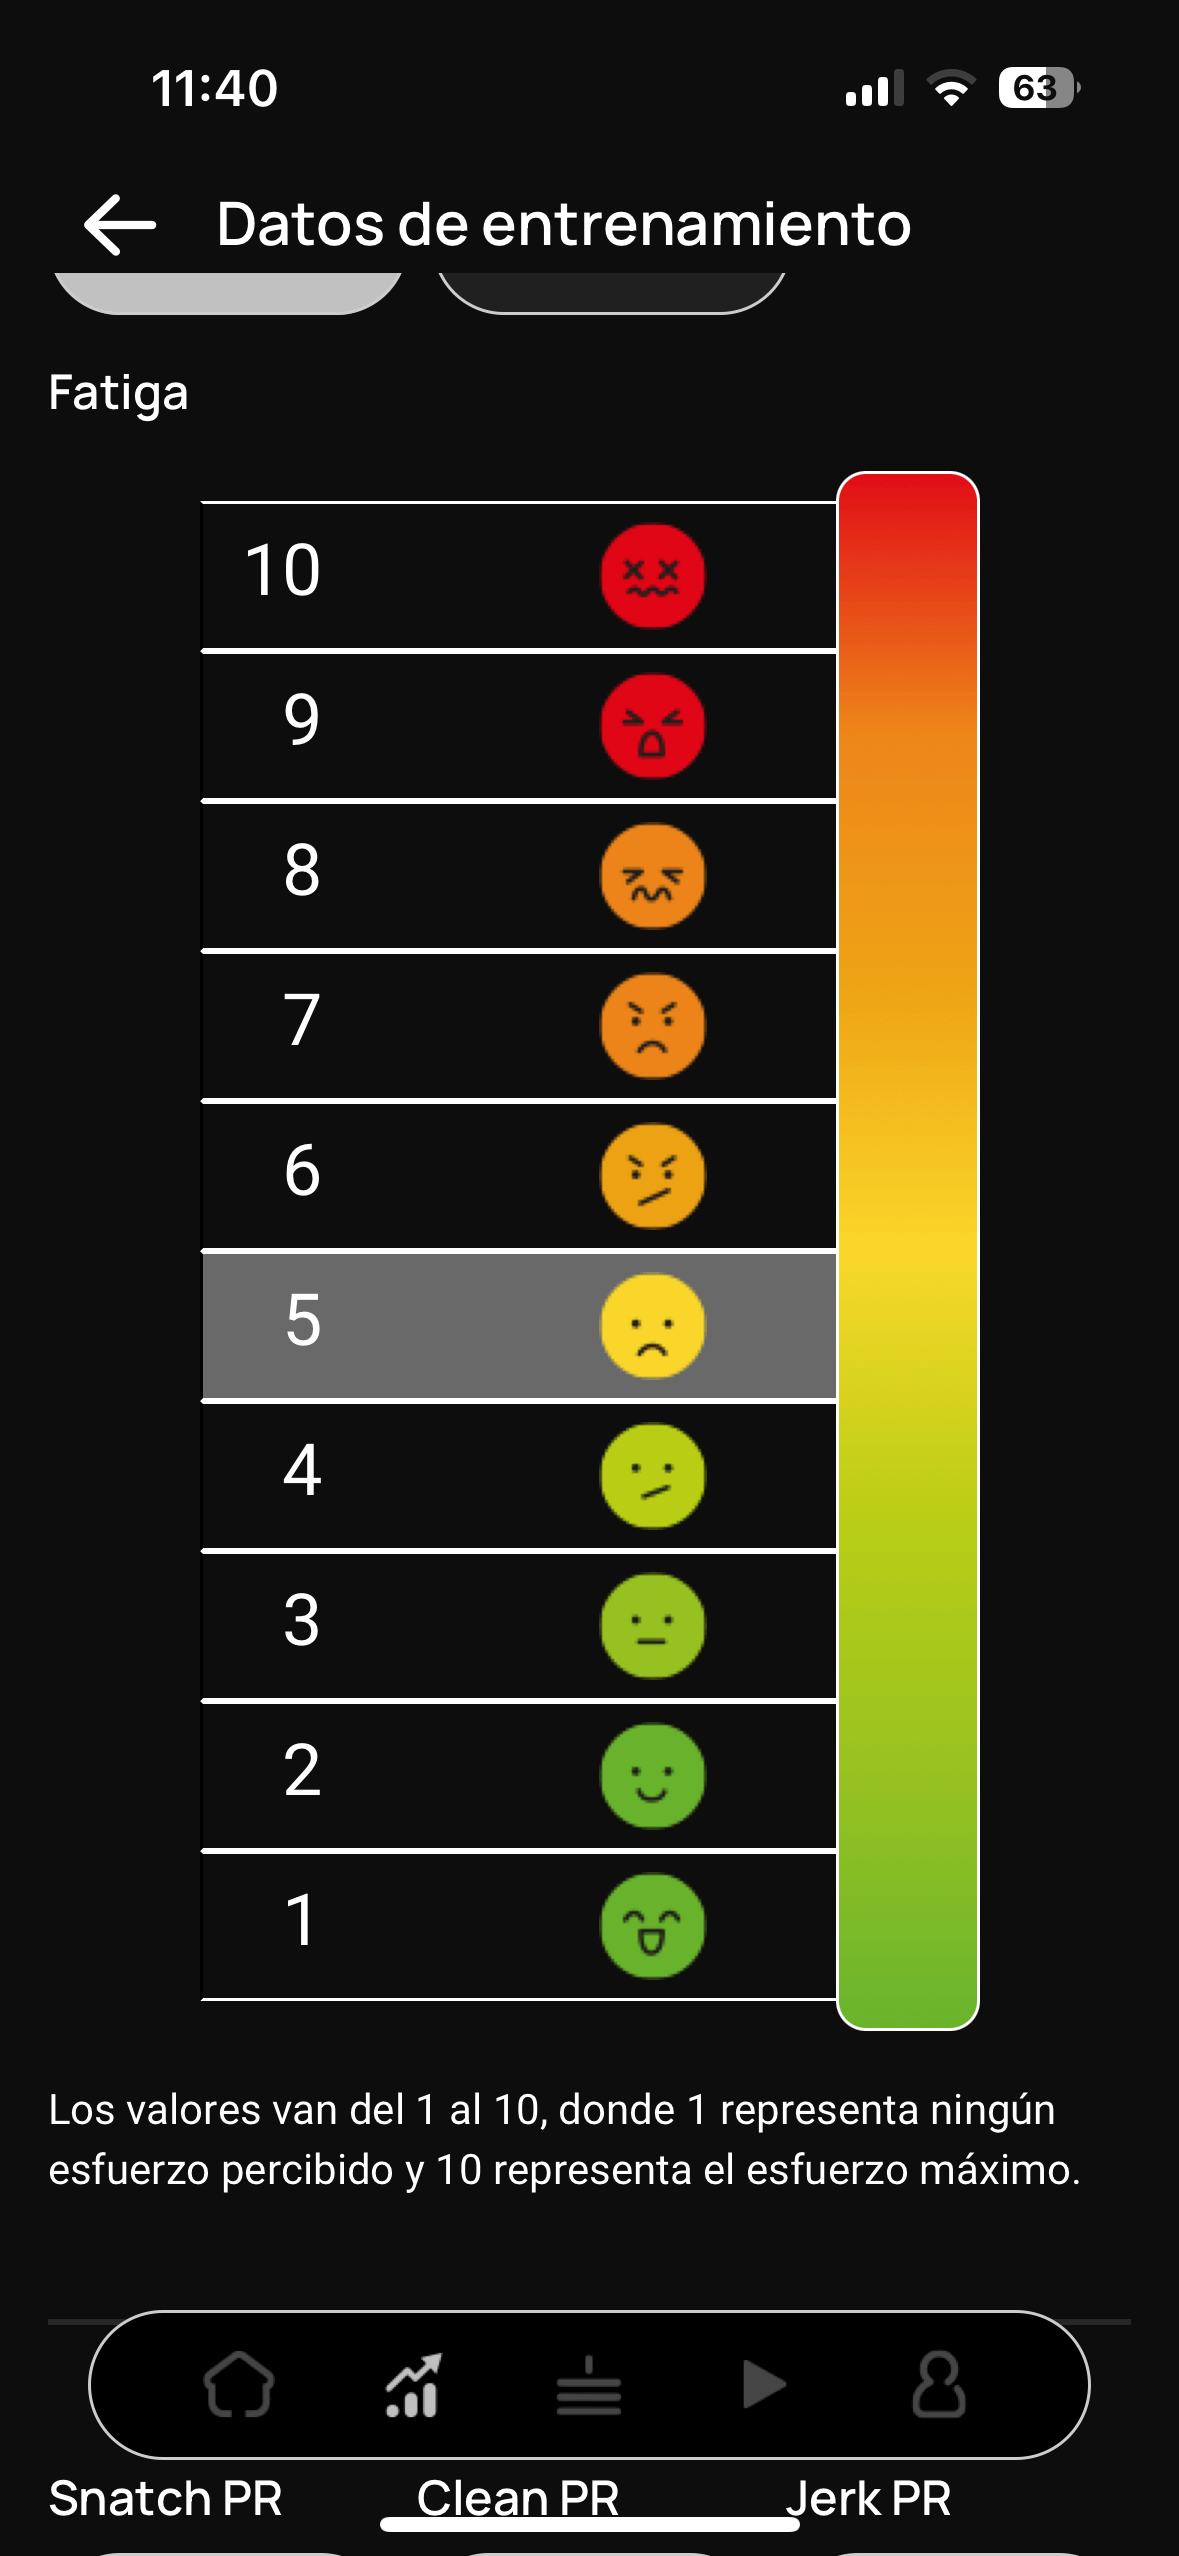 11:40
63
Datos de entrenamiento
Fatiga
10
9
8
7
6
5
4
3
2
1
Los valores van del 1 al 10, donde 1 representa ningún
esfuerzo percibido y 10 representa el esfuerzo máximo.
Snatch PR Clean PR Jerk PR